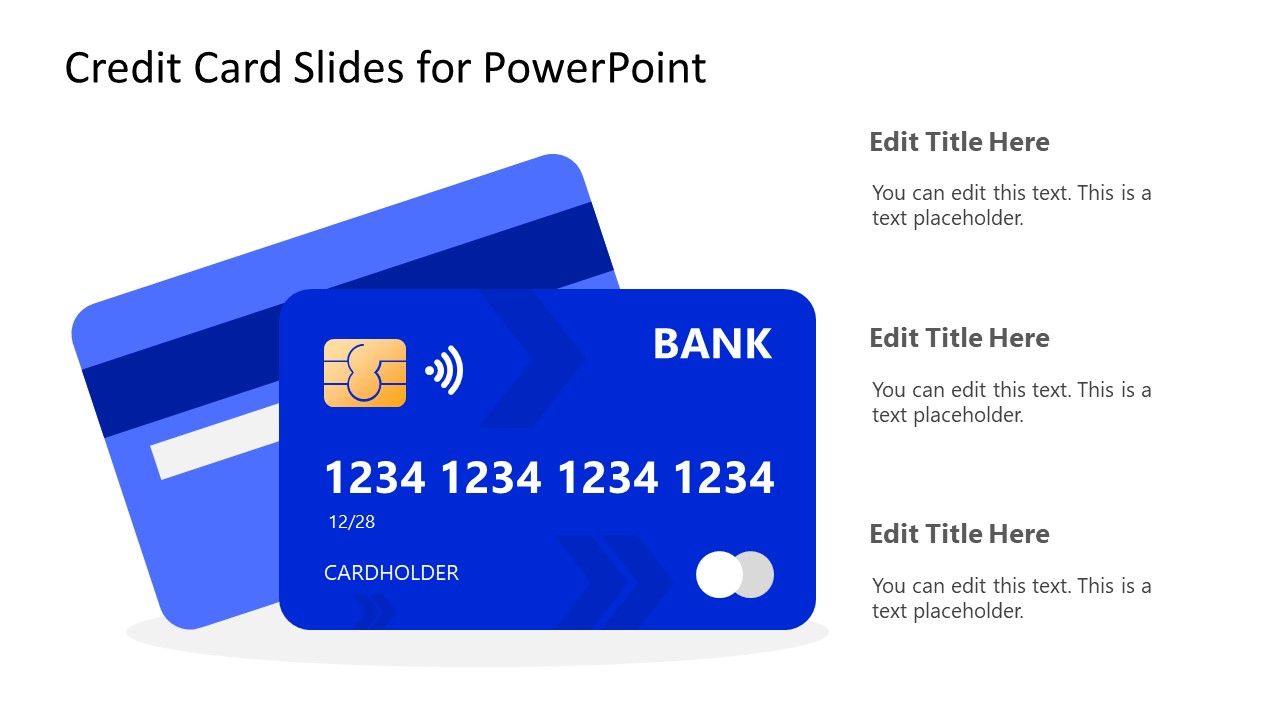 Credit Card Slides for PowerPoint
BANK
1234 1234 1234 1234
12/28
CARDHOLDER
Edit Title Here
You can edit this text. This is a
text placeholder.
Edit Title Here
You can edit this text. This is a
text placeholder.
Edit Title Here
You can edit this text. This is a
text placeholder.